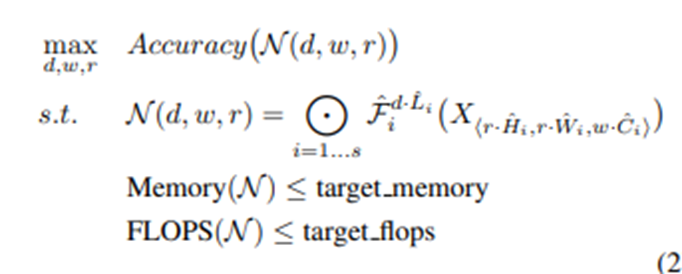 max d,w,r Accuracy(𝒩(d, w, r))
s.t. 𝒩(d, w, r) = ⨀ i=1...s ℱ̂ᵢ^{d·L̂ᵢ}(X⟨r·Ĥᵢ,r·Ŵᵢ,w·Ĉᵢ⟩)
Memory(𝒩) ≤ target_memory
FLOPS(𝒩) ≤ target_flops
(2